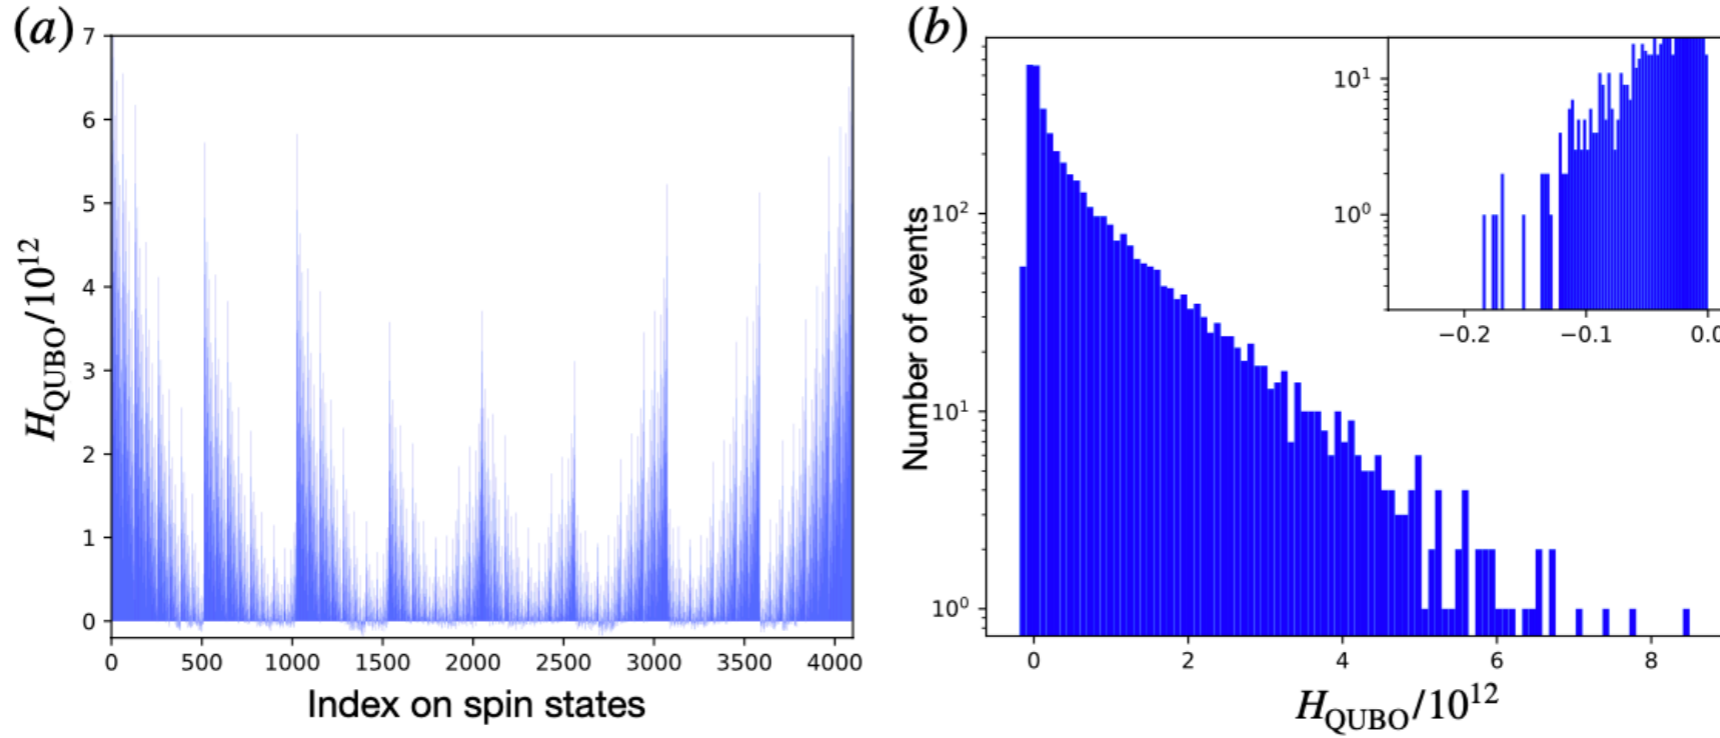 (a)
7
6
5
4
3
2
1
0
H_QUBO/10^12
0 500 1000 1500 2000 2500 3000 3500 4000
Index on spin states
(b)
10^2
10^1
10^0
Number of events
10^1
10^0
−0.2 −0.1 0.0
0 2 4 6 8
H_QUBO/10^12